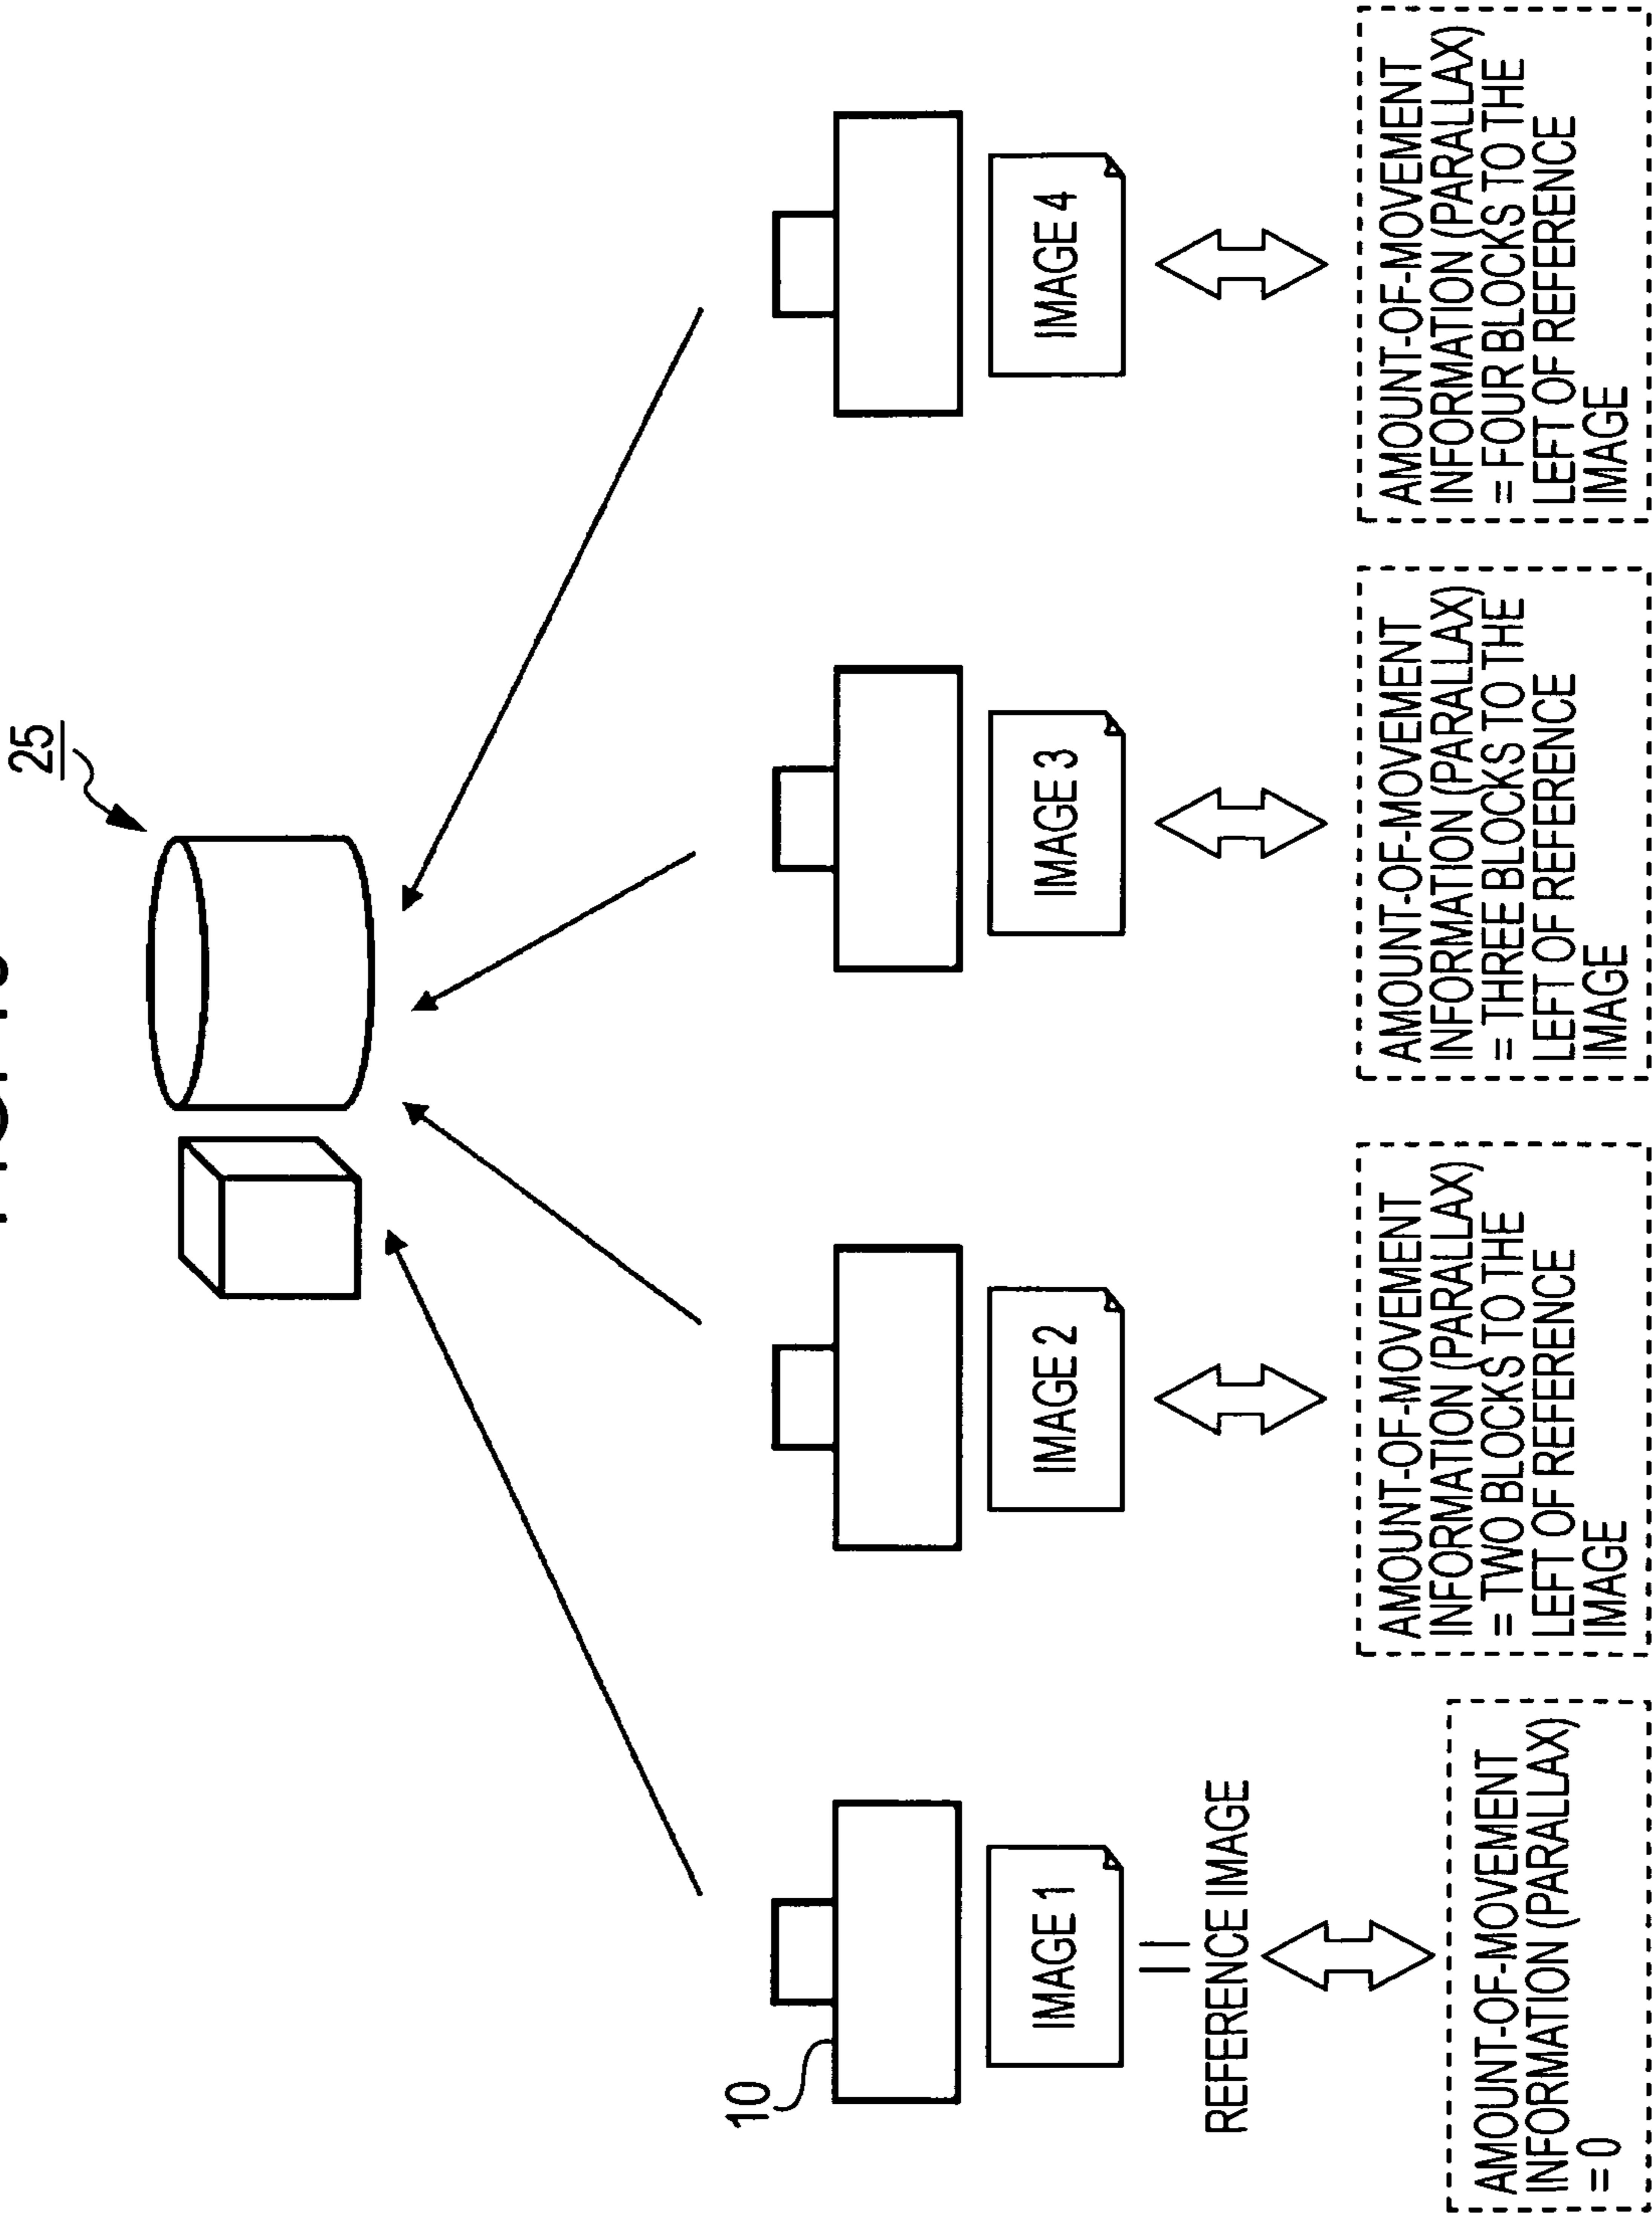 25
10
IMAGE 1
IMAGE 2
IMAGE 3
IMAGE 4
REFERENCE IMAGE
AMOUNT-OF-MOVEMENT
INFORMATION (PARALLAX)
= 0
AMOUNT-OF-MOVEMENT
INFORMATION (PARALLAX)
= TWO BLOCKS TO THE
LEFT OF REFERENCE
IMAGE
AMOUNT-OF-MOVEMENT
INFORMATION (PARALLAX)
= THREE BLOCKS TO THE
LEFT OF REFERENCE
IMAGE
AMOUNT-OF-MOVEMENT
INFORMATION (PARALLAX)
= FOUR BLOCKS TO THE
LEFT OF REFERENCE
IMAGE